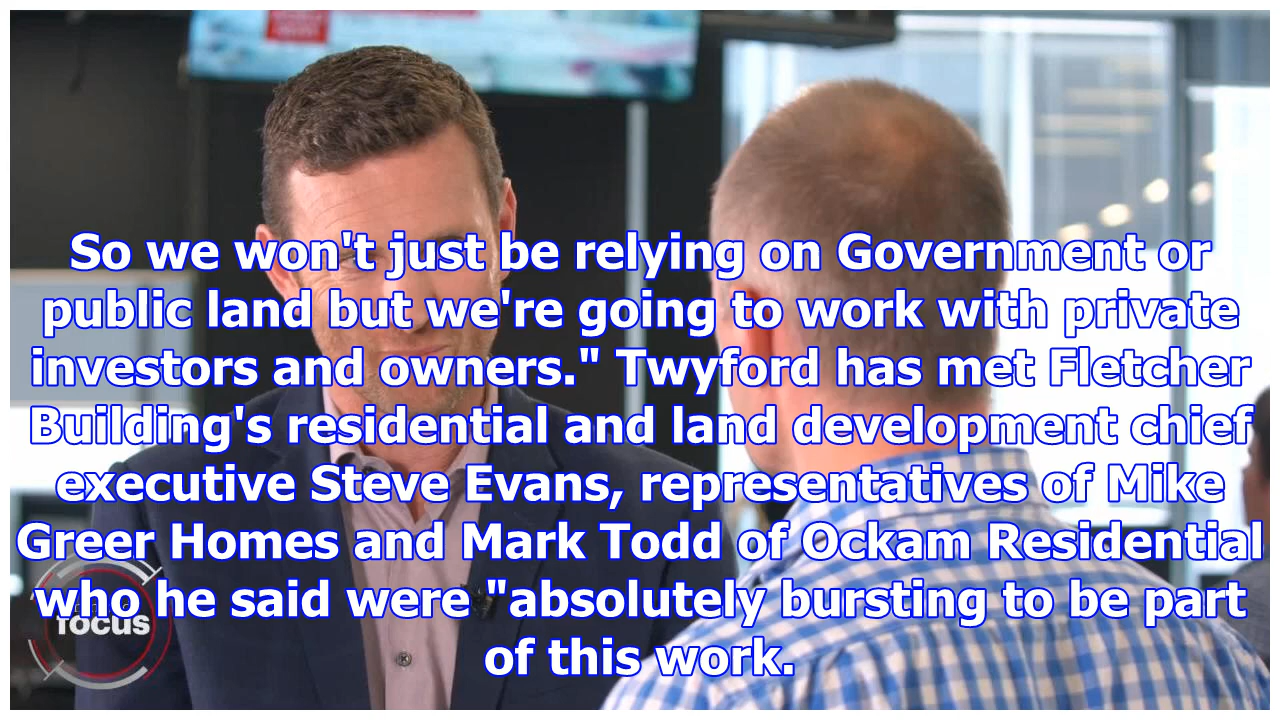 So we won't just be relying on Government or
public land but we're going to work with private
investors and owners." Twyford has met Fletcher
Building's residential and land development chief
executive Steve Evans, representatives of Mike
Greer Homes and Mark Todd of Ockam Residential
who he said were "absolutely bursting to be part
of this work.
focus